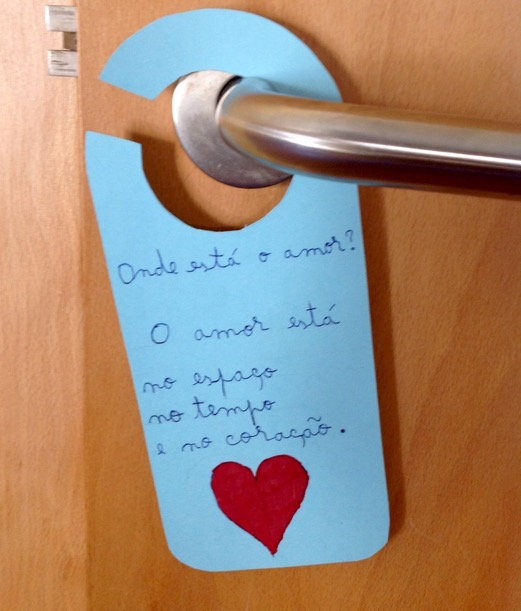 Onde está o amor?
O amor está
no espaço
no tempo
e no coração.